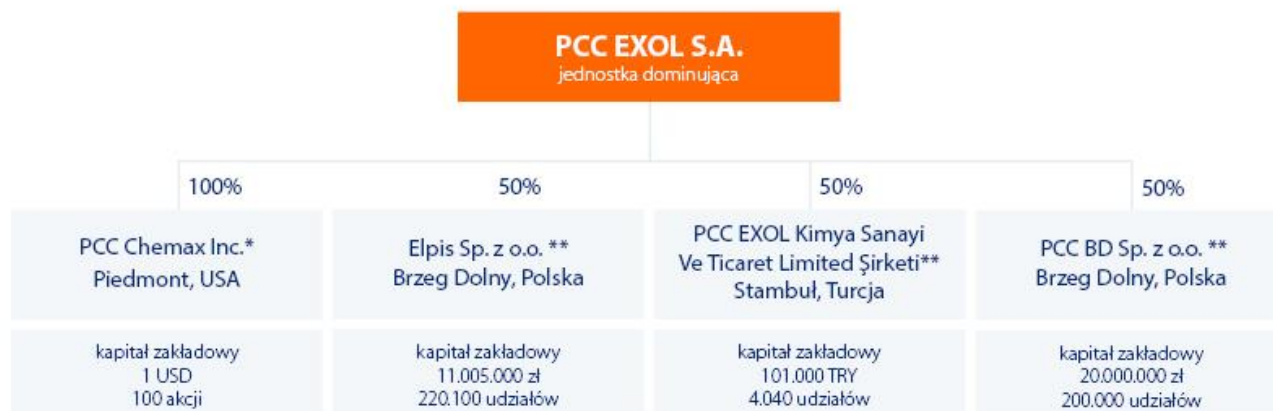 PCC EXOL S.A.
jednostka dominująca
100%
50%
50%
50%
PCC Chemax Inc.*
Piedmont, USA
Elpis Sp. z o.o. **
Brzeg Dolny, Polska
PCC EXOL Kimya Sanayi
Ve Ticaret Limited Şirketi**
Stambuł, Turcja
PCC BD Sp. z o.o. **
Brzeg Dolny, Polska
kapitał zakładowy
1 USD
100 akcji
kapitał zakładowy
11.005.000 zł
220.100 udziałów
kapitał zakładowy
101.000 TRY
4.040 udziałów
kapitał zakładowy
20.000.000 zł
200.000 udziałów